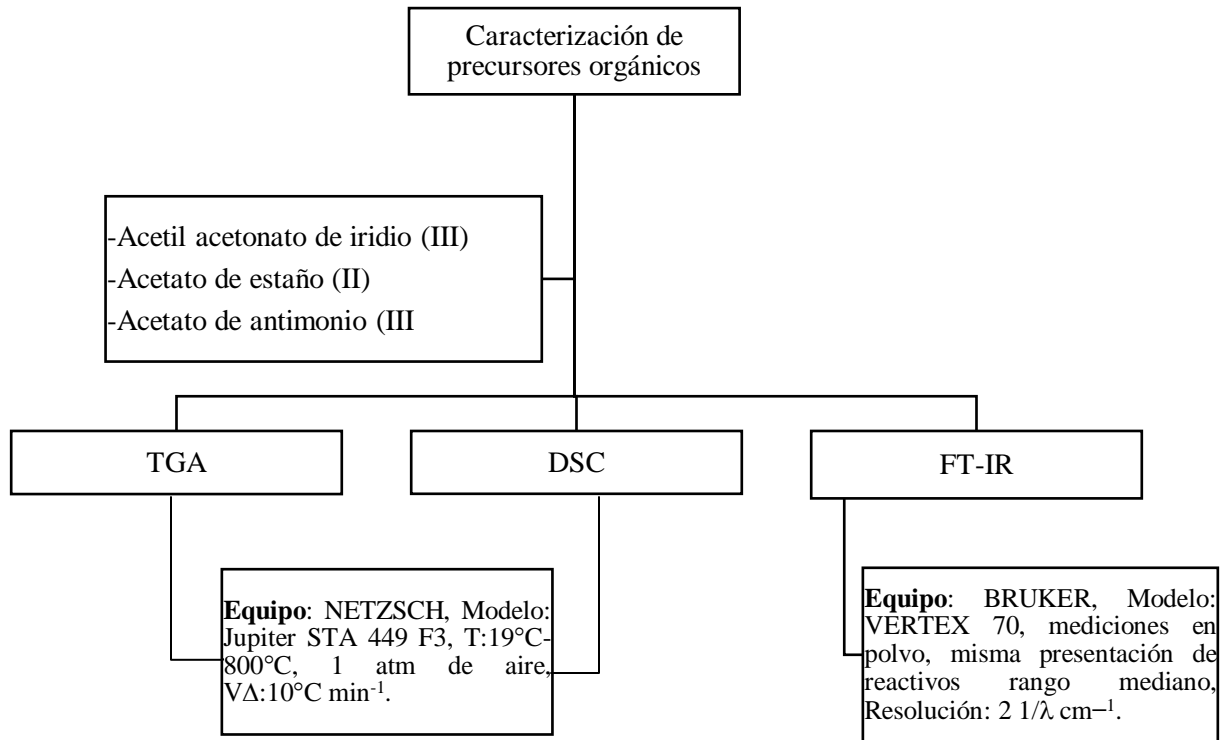 Caracterización de
precursores orgánicos
-Acetil acetonato de iridio (III)
-Acetato de estaño (II)
-Acetato de antimonio (III
TGA
DSC
FT-IR
Equipo: NETZSCH, Modelo:
Jupiter STA 449 F3, T:19°C-
800°C, 1 atm de aire,
V∆:10°C min⁻¹.
Equipo: BRUKER, Modelo:
VERTEX 70, mediciones en
polvo, misma presentación de
reactivos rango mediano,
Resolución: 2 1/λ cm⁻¹.